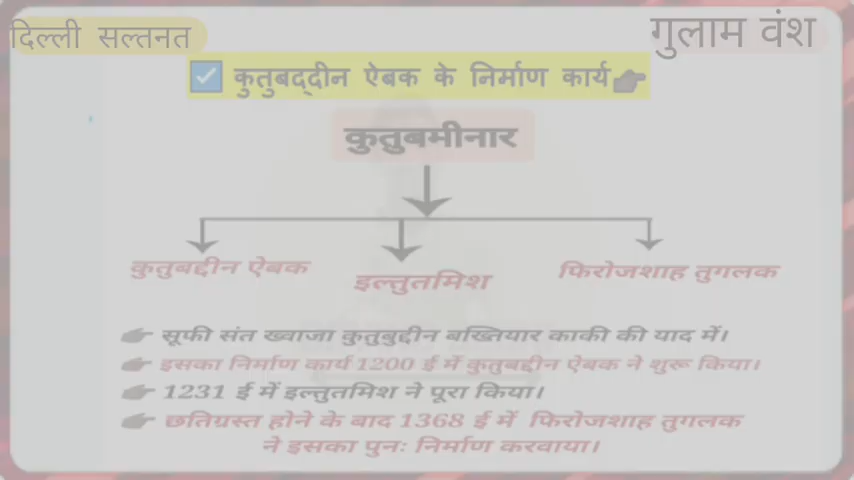 दिल्ली सल्तनत
गुलाम वंश
कुतुबद्दीन ऐबक के निर्माण कार्य
कुतुबमीनार
कुतुबद्दीन ऐबक
इल्तुतमिश
फिरोजशाह तुगलक
सूफी संत ख्वाजा कुतुबुद्दीन बख्तियार काकी की याद में।
इसका निर्माण कार्य 1200 ई में कुतुबद्दीन ऐबक ने शुरू किया।
1231 ई में इल्तुतमिश ने पूरा किया।
छतिग्रस्त होने के बाद 1368 ई में फिरोजशाह तुगलक
ने इसका पुनः निर्माण करवाया।